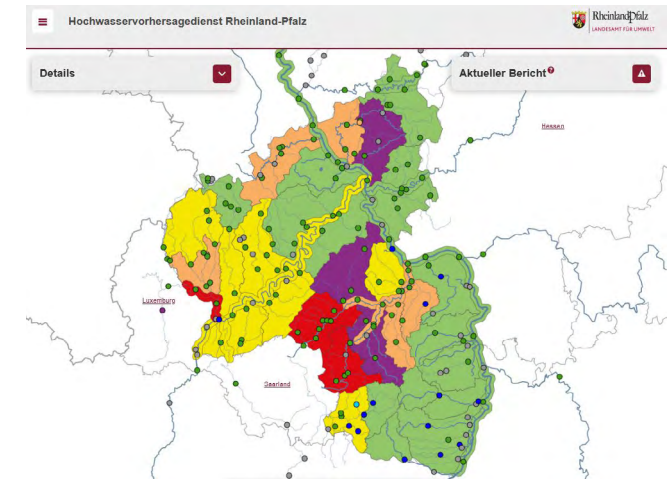 Hochwasservorhersagedienst Rheinland-Pfalz
RheinlandPfalz
LANDESAMT FÜR UMWELT
Details
Aktueller Bericht?
Hessen
Luxemburg
Saarland